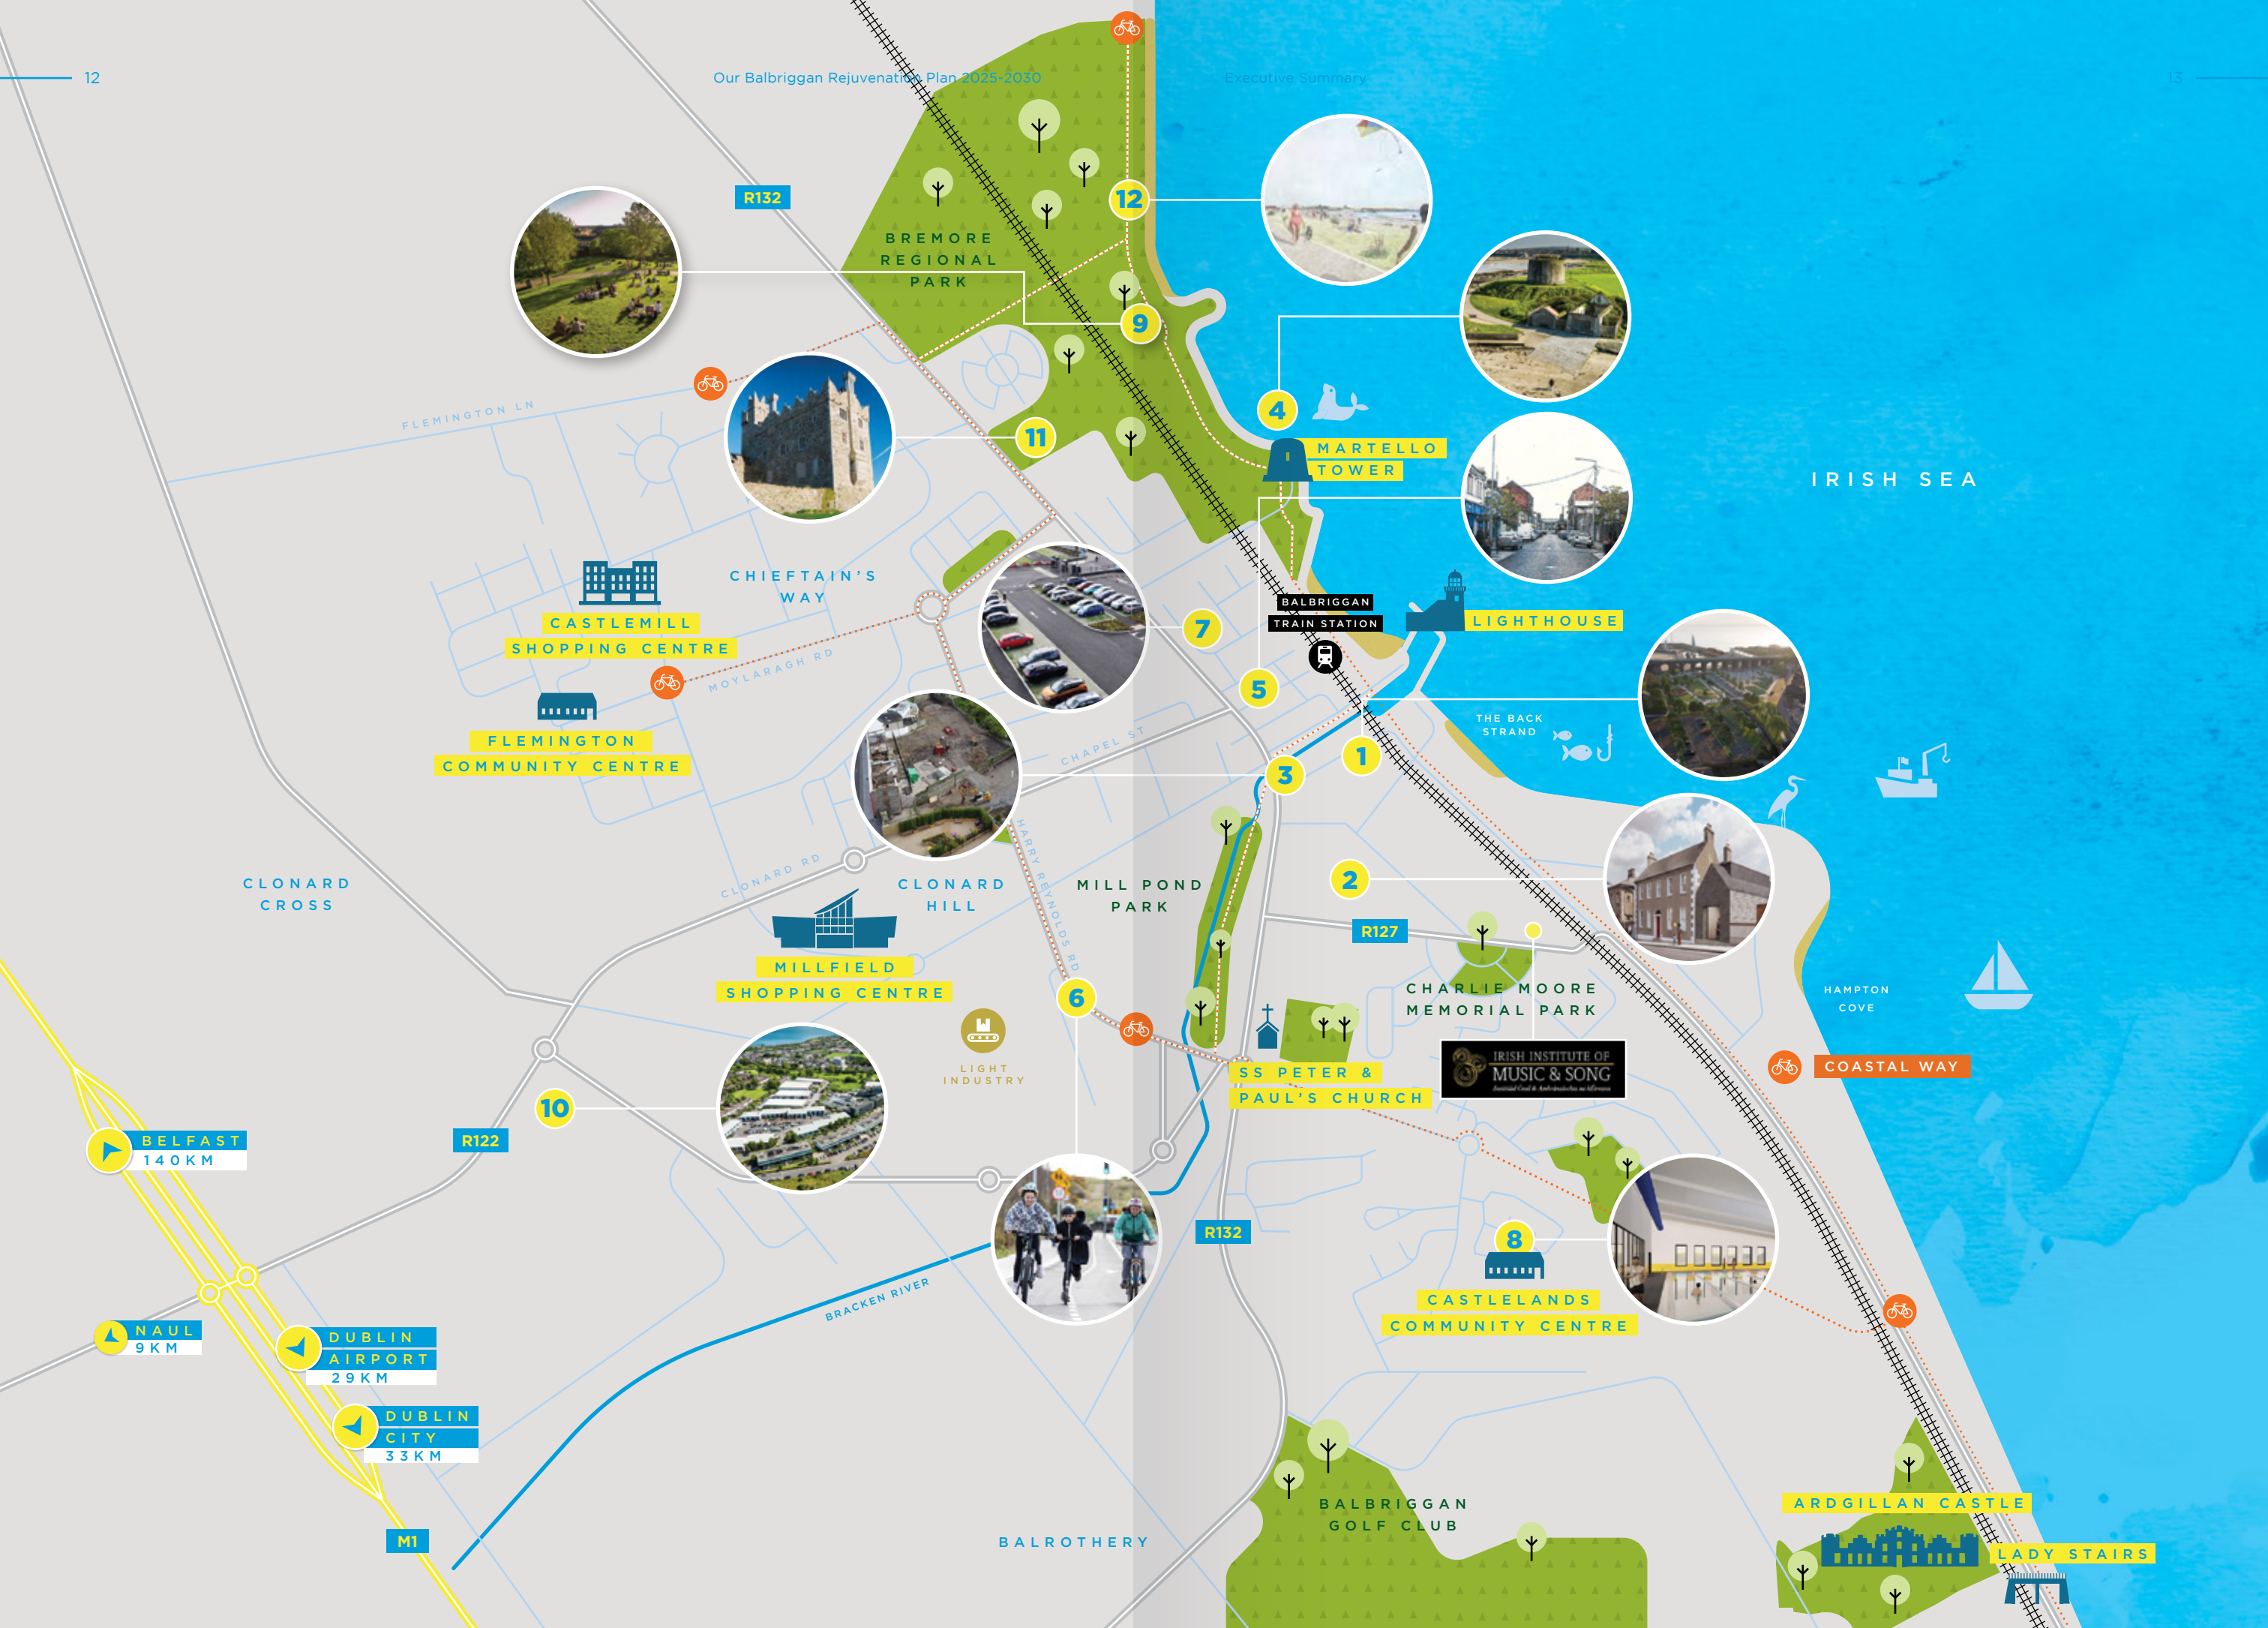 12
Our Balbriggan Rejuvenation Plan 2025-2030
Executive Summary
13
R132
12
BREMORE
REGIONAL
PARK
9
FLEMINGTON LN
11
4
MARTELLO
TOWER
IRISH SEA
CHIEFTAIN'S
WAY
CASTLEMILL
SHOPPING CENTRE
MOYLARAGH RD
FLEMINGTON
COMMUNITY CENTRE
7
BALBRIGGAN
TRAIN STATION
LIGHTHOUSE
5
THE BACK
STRAND
CHAPEL ST
3
1
CLONARD
CROSS
CLONARD RD
CLONARD
HILL
HARRY REYNOLDS RD
MILL POND
PARK
2
R127
MILLFIELD
SHOPPING CENTRE
6
CHARLIE MOORE
MEMORIAL PARK
HAMPTON
COVE
LIGHT
INDUSTRY
SS PETER &
PAUL'S CHURCH
IRISH INSTITUTE OF
MUSIC & SONG
COASTAL WAY
10
R122
BELFAST
140KM
R132
8
CASTLELANDS
COMMUNITY CENTRE
BRACKEN RIVER
NAUL
9KM
DUBLIN
AIRPORT
29KM
DUBLIN
CITY
33KM
M1
BALROTHERY
BALBRIGGAN
GOLF CLUB
ARDGILLAN CASTLE
LADY STAIRS